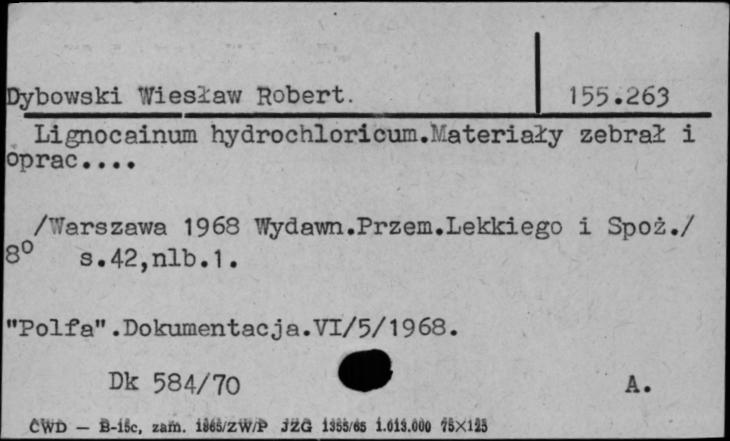 Dybowski Wiesław Robert. 155.263
Lignocainum hydrochloricum.Materiały zebrał i
oprac....
/Warszawa 1968 Wydawn.Przem.Lekkiego i Spoż./
8° s.42,nlb.1.
"Polfa".Dokumentacja.VI/5/1968.
Dk 584/70 A.
CWD — B-15c, zam. 1365/ZW/P JZG 1355/65 1.013.000 75×125